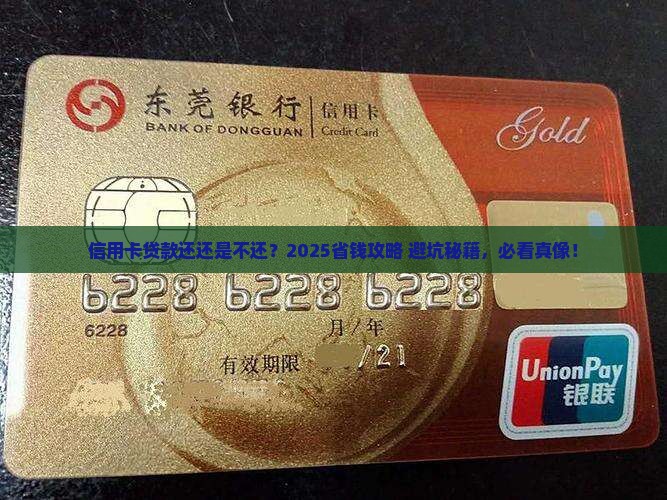 东莞银行 信用卡
BANK OF DONGGUAN Credit Card
Gold
信用卡贷款还还是不还？2025省钱攻略 避坑秘籍，必看真像！
6228 6228 6228
6228
月/年
有效期限 /21
UnionPay
银联